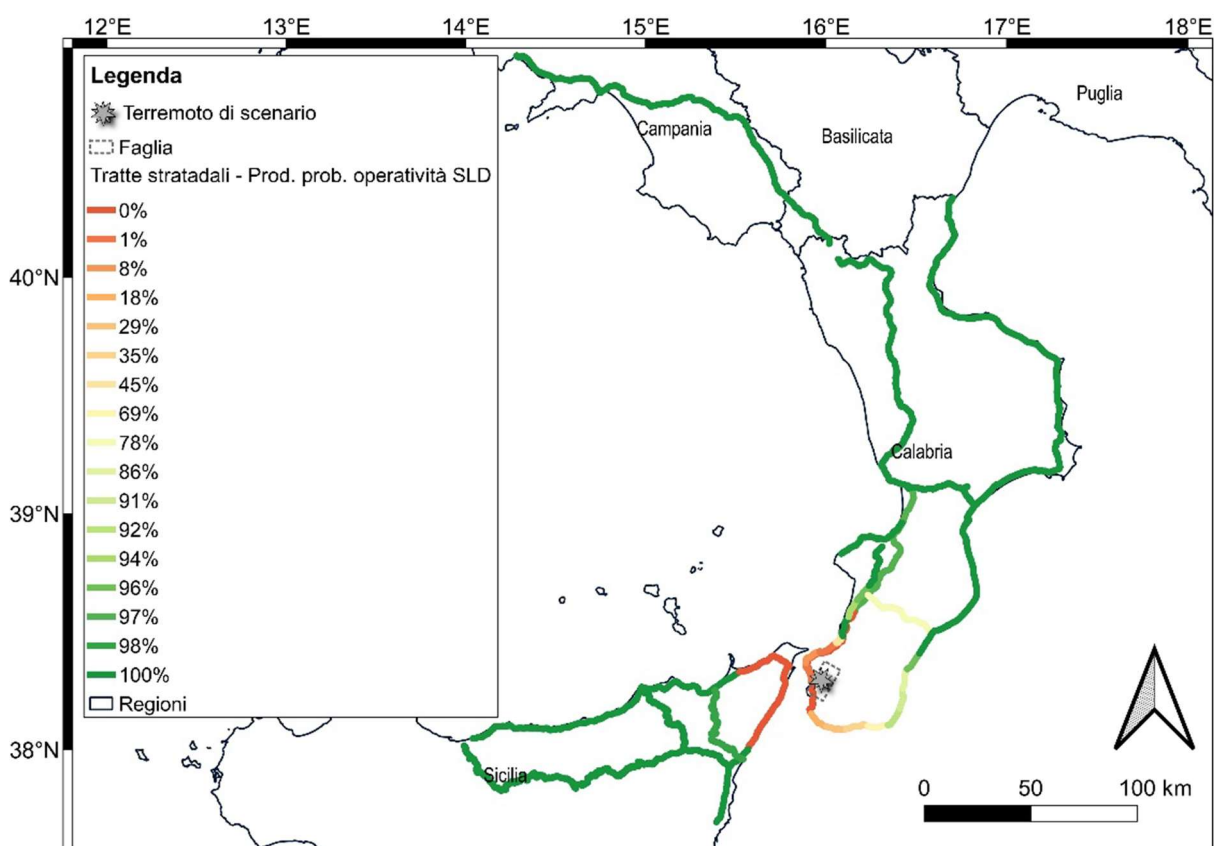 12°E 13°E 14°E 15°E 16°E 17°E 18°E
Legenda
Terremoto di scenario
Faglia
Tratte stratadali - Prod. prob. operatività SLD
0%
1%
8%
18%
29%
35%
45%
69%
78%
86%
91%
92%
94%
96%
97%
98%
100%
Regioni
Puglia
Campania
Basilicata
40°N
Calabria
39°N
38°N
Sicilia
0 50 100 km